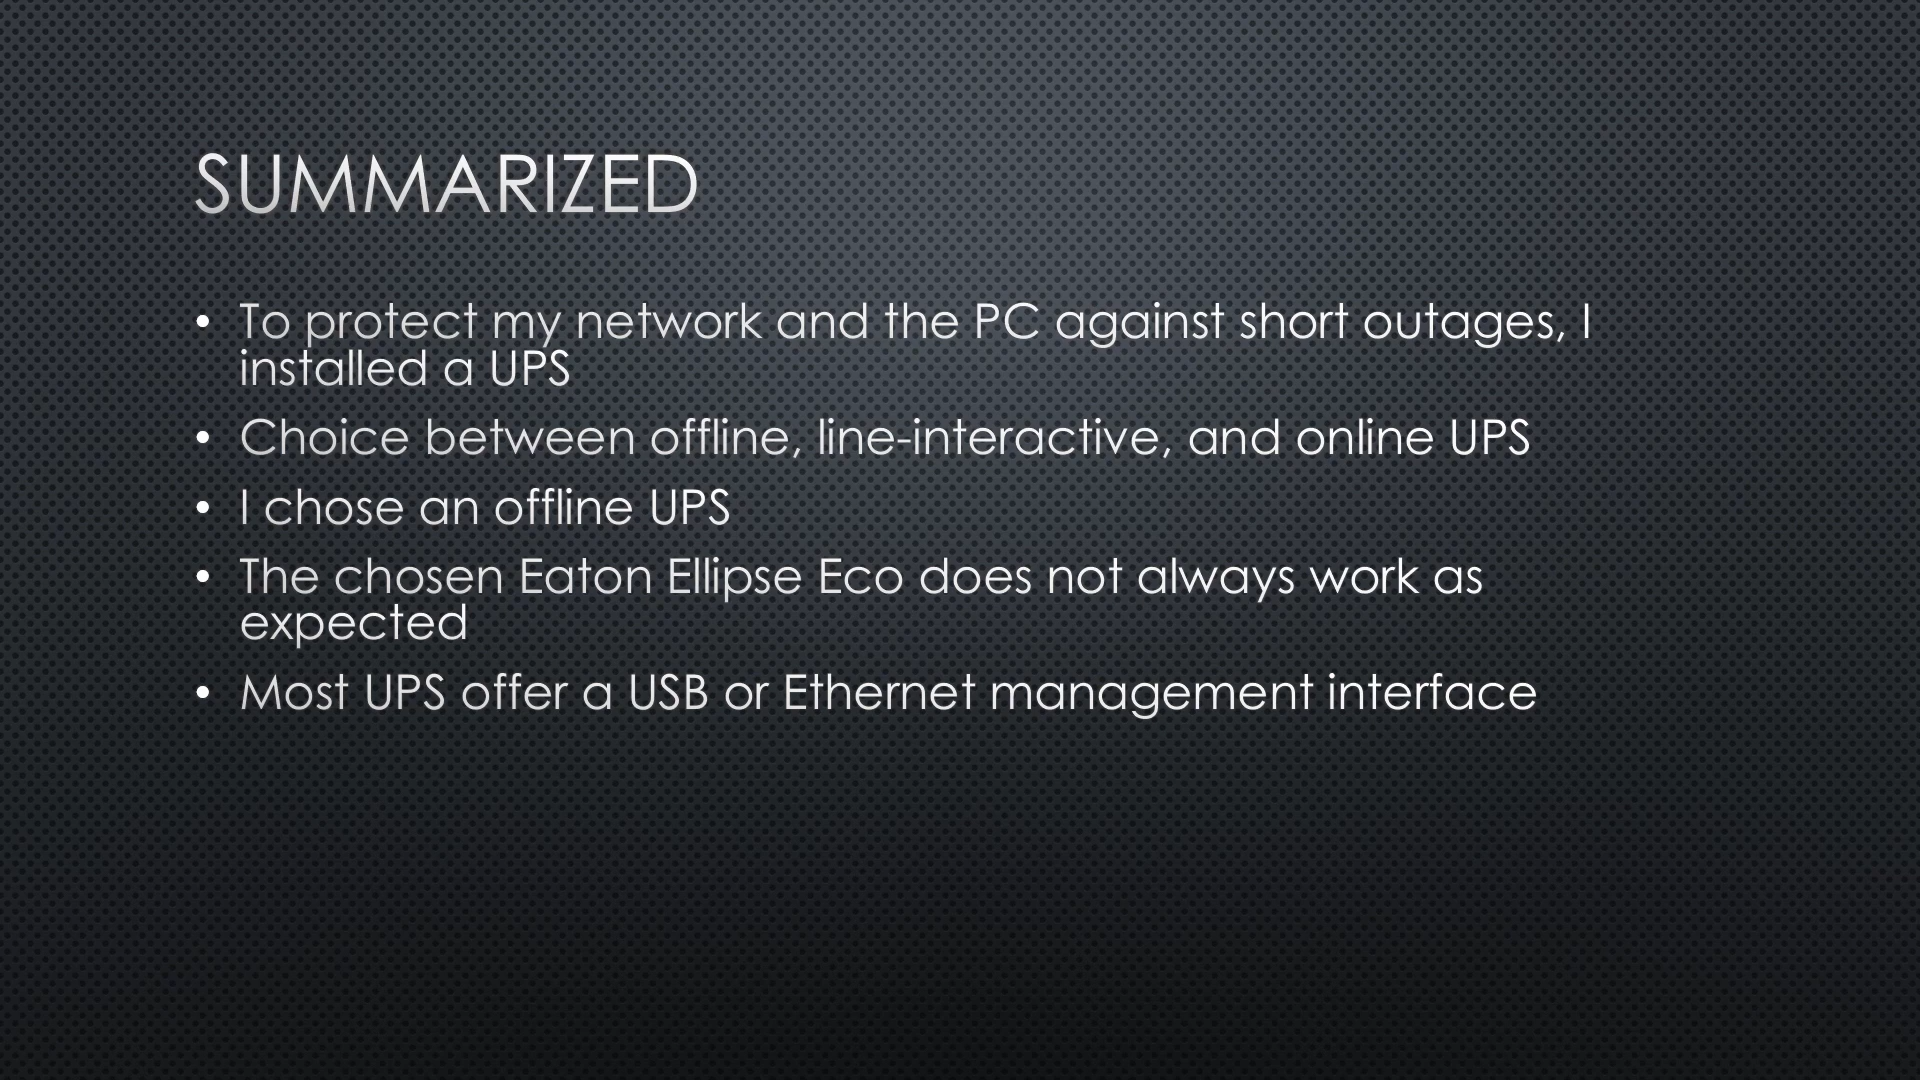 SUMMARIZED
• To protect my network and the PC against short outages, I
installed a UPS
• Choice between offline, line-interactive, and online UPS
• I chose an offline UPS
• The chosen Eaton Ellipse Eco does not always work as
expected
• Most UPS offer a USB or Ethernet management interface